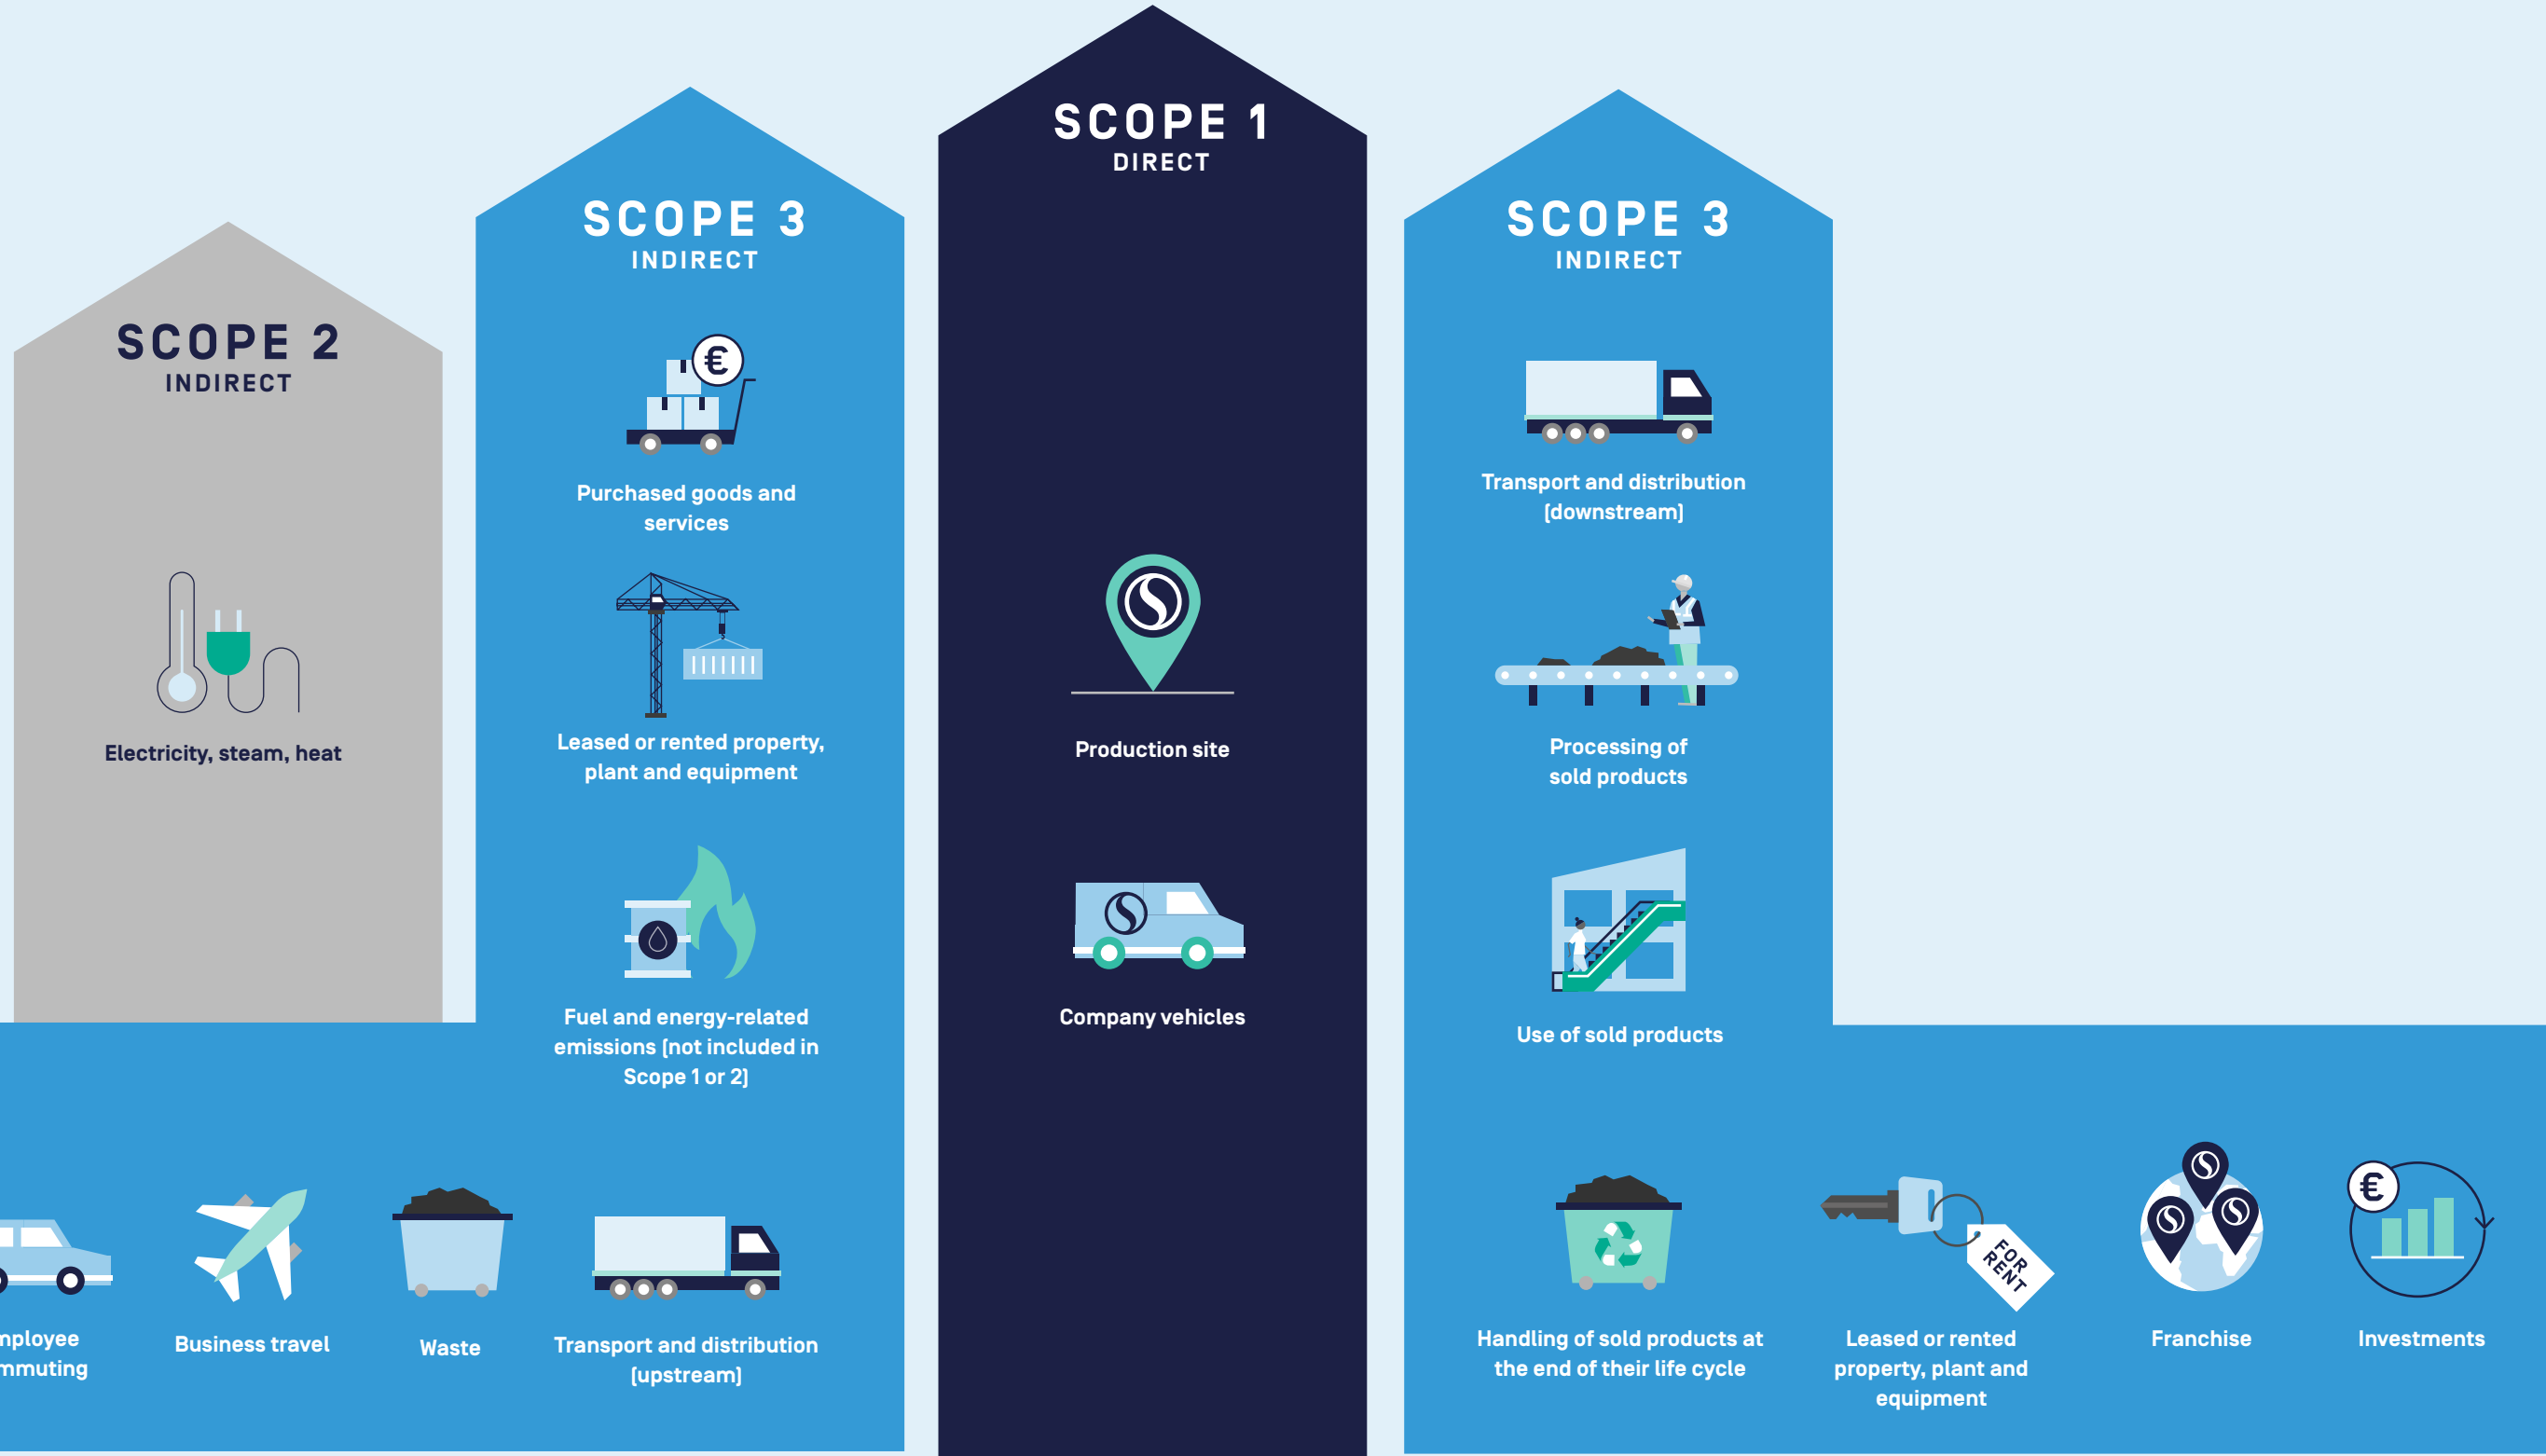 SCOPE 1
DIRECT
SCOPE 3
INDIRECT
SCOPE 3
INDIRECT
SCOPE 2
INDIRECT
€
Purchased goods and
services
Transport and distribution
(downstream)
Electricity, steam, heat
Leased or rented property,
plant and equipment
Production site
Processing of
sold products
Fuel and energy-related
emissions (not included in
Scope 1 or 2)
Company vehicles
Use of sold products
mployee
mmuting
Business travel
Waste
Transport and distribution
(upstream)
Handling of sold products at
the end of their life cycle
FOR
RENT
Leased or rented
property, plant and
equipment
Franchise
€
Investments